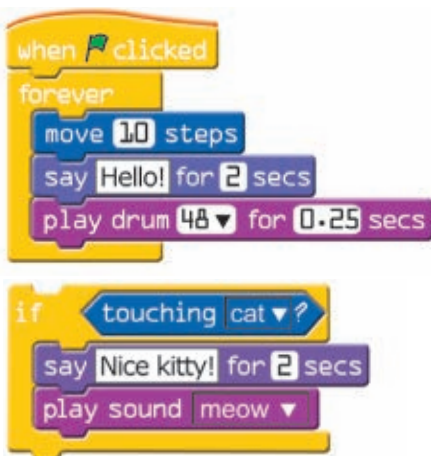 when clicked
forever
move 10 steps
say Hello! for 2 secs
play drum 48 for 0.25 secs
if touching cat ?
say Nice kitty! for 2 secs
play sound meow